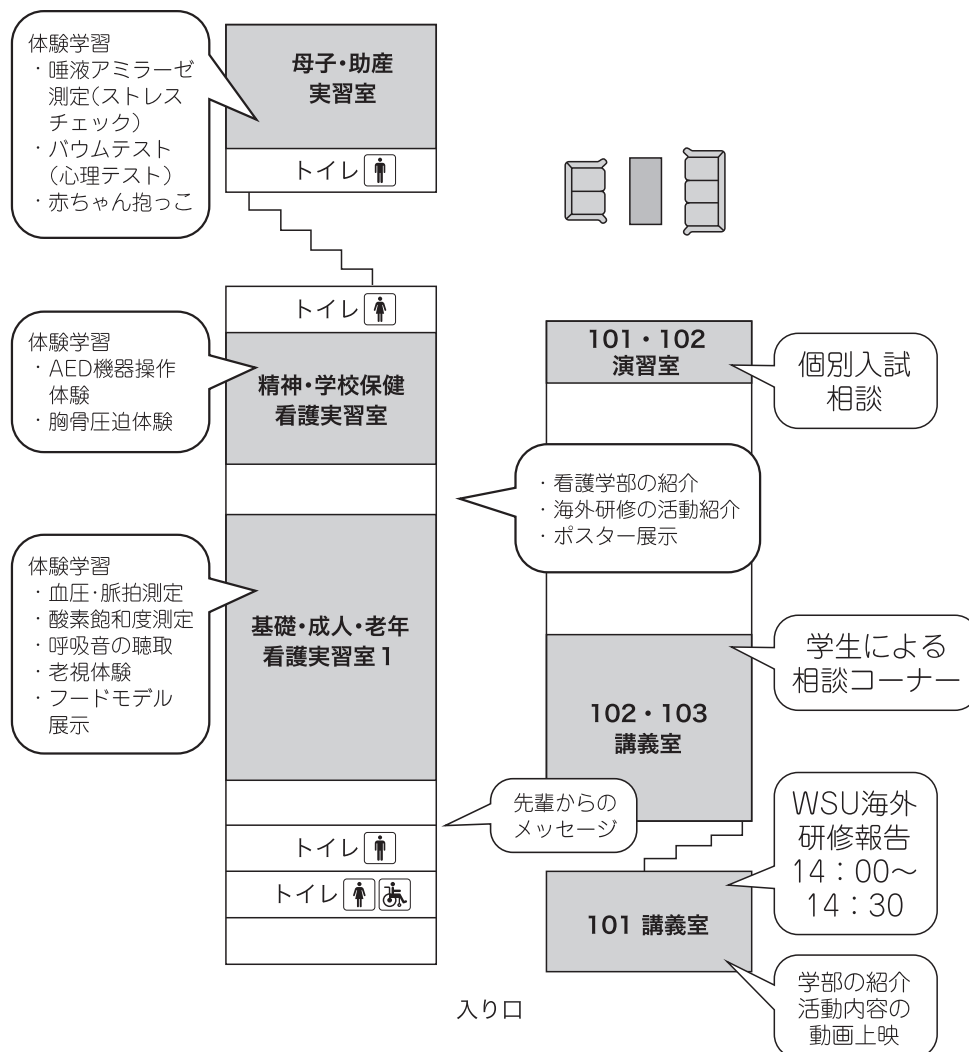 体験学習
・唾液アミラーゼ
測定(ストレス
チェック)
・バウムテスト
(心理テスト)
・赤ちゃん抱っこ
母子・助産
実習室
トイレ
トイレ
体験学習
・AED機器操作
体験
・胸骨圧迫体験
精神・学校保健
看護実習室
101・102
演習室
個別入試
相談
・看護学部の紹介
・海外研修の活動紹介
・ポスター展示
体験学習
・血圧・脈拍測定
・酸素飽和度測定
・呼吸音の聴取
・老視体験
・フードモデル
展示
基礎・成人・老年
看護実習室1
学生による
相談コーナー
102・103
講義室
先輩からの
メッセージ
トイレ
トイレ
WSU海外
研修報告
14:00〜
14:30
101 講義室
学部の紹介
活動内容の
動画上映
入り口